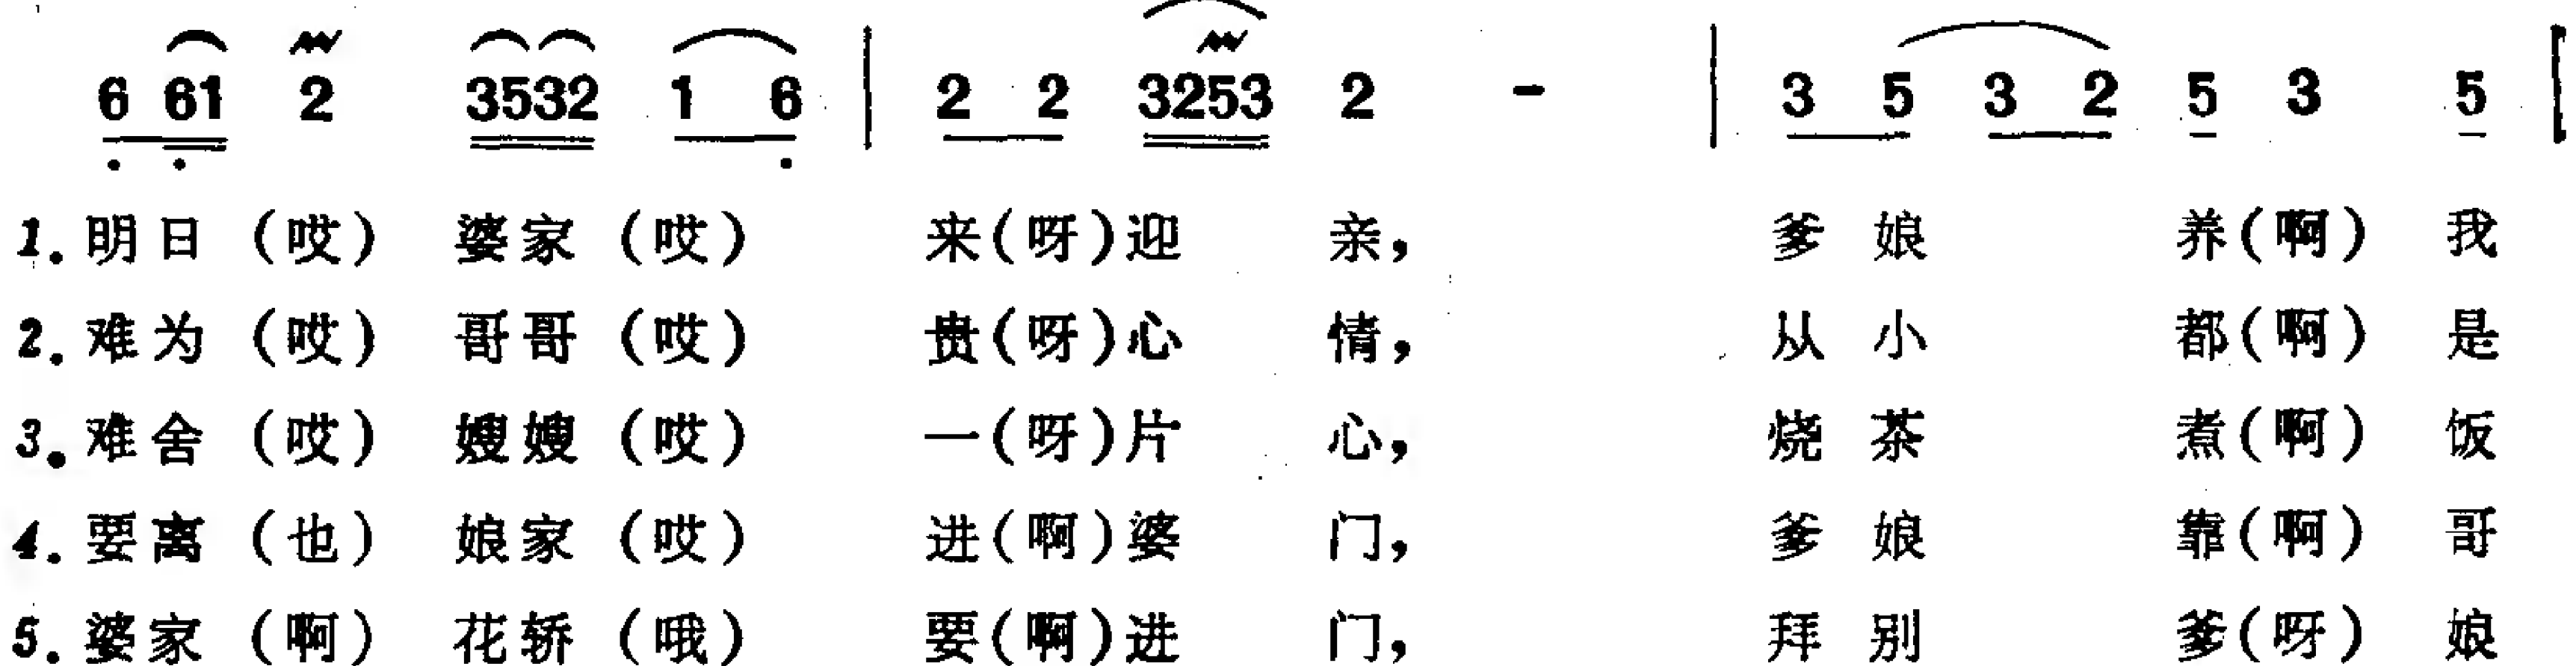 6 61 2 3532 1 6 | 2 2 3253 2 - | 3 5 3 2 5 3 5
1. 明日（哎）婆家（哎）来（呀）迎亲，爹娘养（啊）我
2. 难为（哎）哥哥（哎）贵（呀）心情，从小都（啊）是
3. 难舍（哎）嫂嫂（哎）一（呀）片心，烧茶煮（啊）饭
4. 要离（也）娘家（哎）进（啊）婆门，爹娘靠（啊）哥
5. 婆家（啊）花轿（哦）要（啊）进门，拜别爹（呀）娘